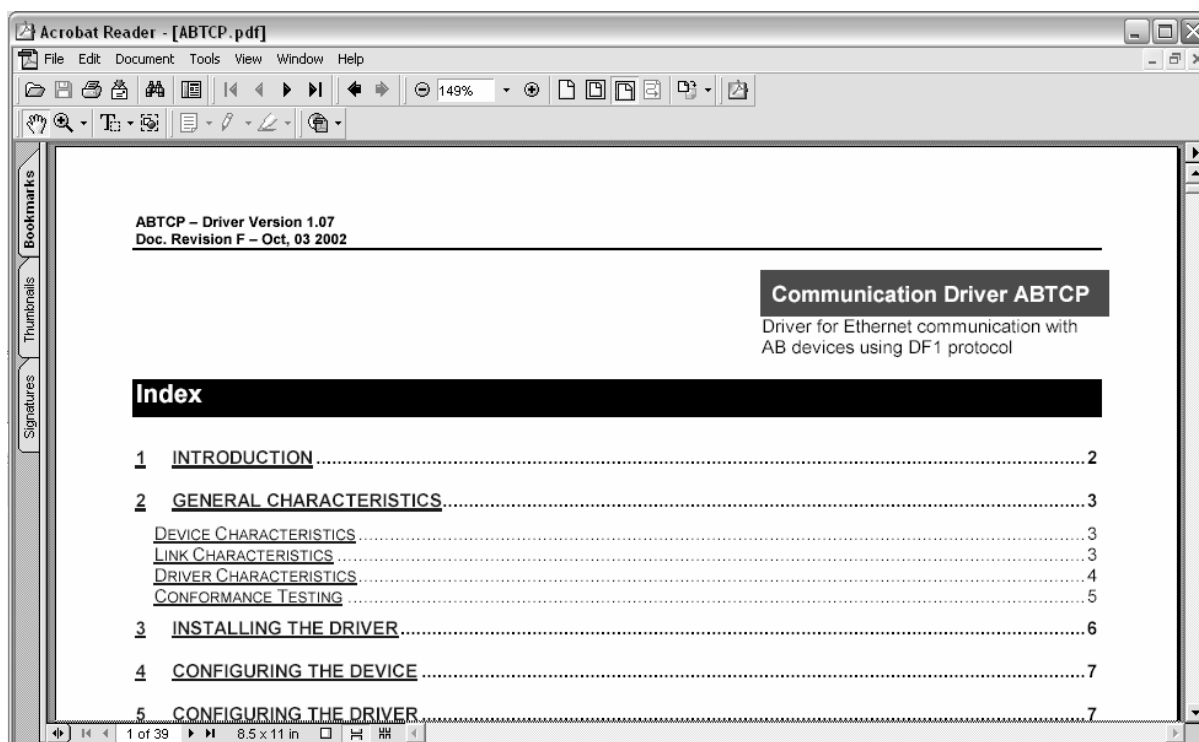 Acrobat Reader - [ABTCP.pdf]
File Edit Document Tools View Window Help
149%
Bookmarks
Thumbnails
Signatures
ABTCP – Driver Version 1.07
Doc. Revision F – Oct, 03 2002
Communication Driver ABTCP
Driver for Ethernet communication with
AB devices using DF1 protocol
Index
1 INTRODUCTION ........ 2
2 GENERAL CHARACTERISTICS ........ 3
DEVICE CHARACTERISTICS ........ 3
LINK CHARACTERISTICS ........ 3
DRIVER CHARACTERISTICS ........ 4
CONFORMANCE TESTING ........ 5
3 INSTALLING THE DRIVER ........ 6
4 CONFIGURING THE DEVICE ........ 7
5 CONFIGURING THE DRIVER ........ 7
1 of 39 8.5 x 11 in